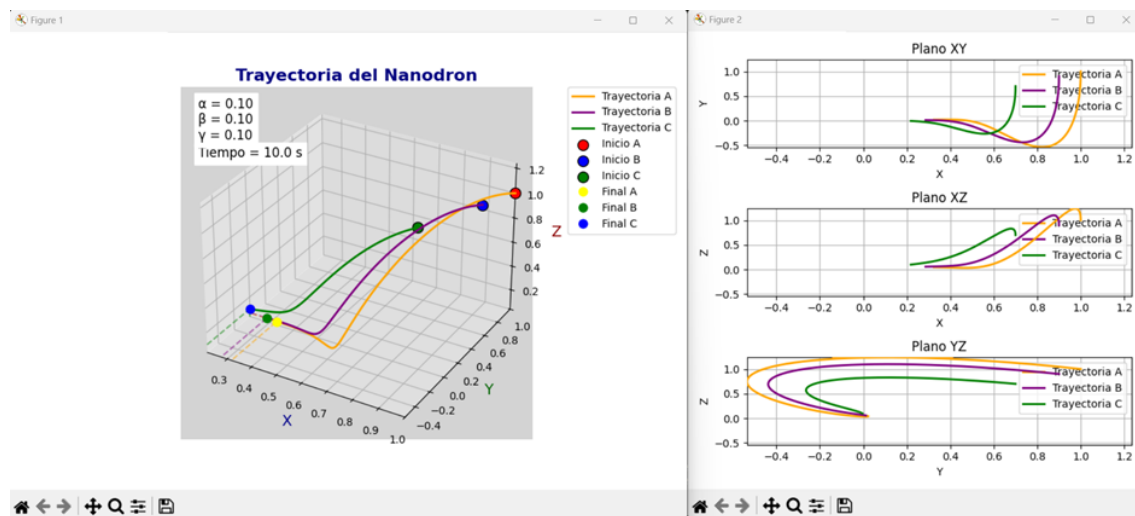 Figure 1
Trayectoria del Nanodron
α = 0.10
β = 0.10
γ = 0.10
Tiempo = 10.0 s
Trayectoria A
Trayectoria B
Trayectoria C
Inicio A
Inicio B
Inicio C
Final A
Final B
Final C
1.2
1.0
0.8
0.6
0.4
0.2
Z
1.0
0.8
0.6
0.4
0.2
0.0
−0.2
−0.4
Y
0.3
0.4
0.5
0.6
0.7
0.8
0.9
1.0
X
Figure 2
Plano XY
1.0
0.5
0.0
−0.5
Y
Trayectoria A
Trayectoria B
Trayectoria C
−0.4 −0.2 0.0 0.2 0.4 0.6 0.8 1.0 1.2
X
Plano XZ
1.0
0.5
0.0
−0.5
Z
Trayectoria A
Trayectoria B
Trayectoria C
−0.4 −0.2 0.0 0.2 0.4 0.6 0.8 1.0 1.2
X
Plano YZ
1.0
0.5
0.0
−0.5
Z
Trayectoria A
Trayectoria B
Trayectoria C
−0.4 −0.2 0.0 0.2 0.4 0.6 0.8 1.0 1.2
Y